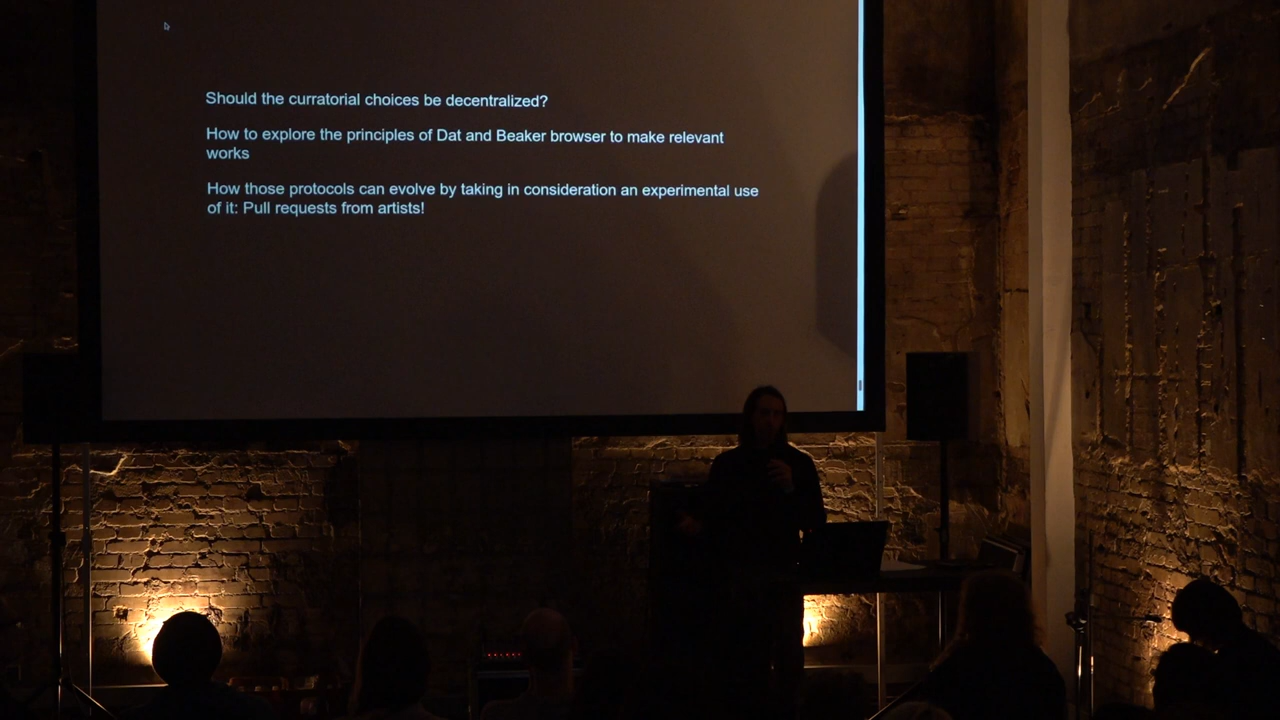 Should the curratorial choices be decentralized?
How to explore the principles of Dat and Beaker browser to make relevant
works
How those protocols can evolve by taking in consideration an experimental use
of it: Pull requests from artists!